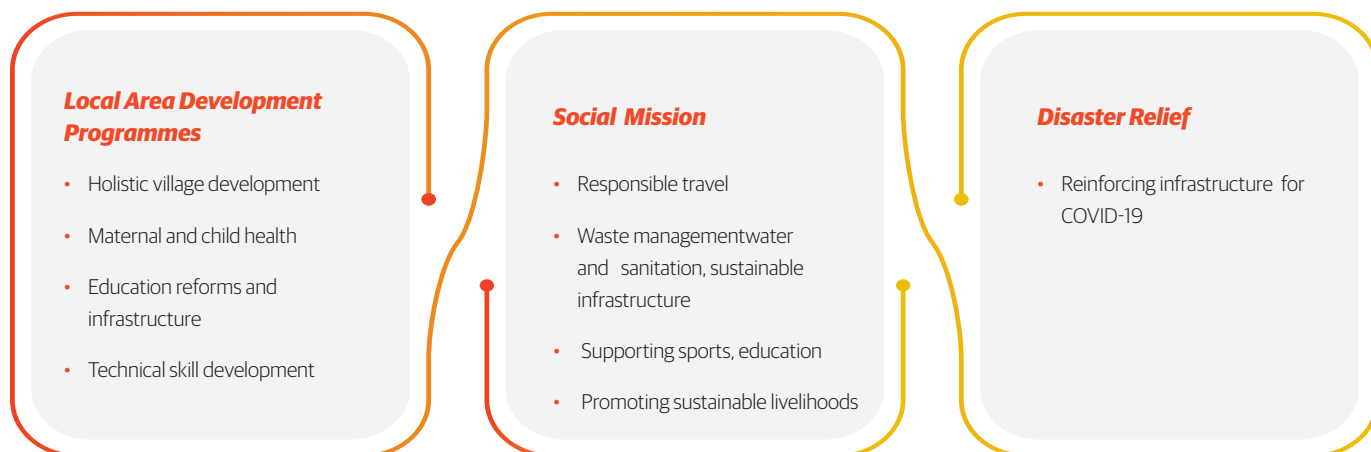 Local Area Development
Programmes
• Holistic village development
• Maternal and child health
• Education reforms and
infrastructure
• Technical skill development
Social Mission
• Responsible travel
• Waste managementwater
and sanitation, sustainable
infrastructure
• Supporting sports, education
• Promoting sustainable livelihoods
Disaster Relief
• Reinforcing infrastructure for
COVID-19